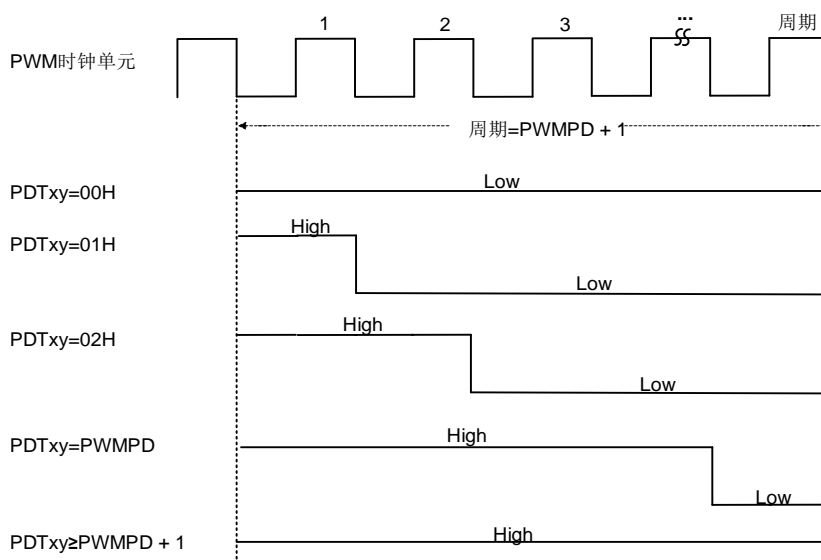 1 2 3 ... 周期
PWM时钟单元
周期=PWMPD + 1
PDTxy=00H Low
PDTxy=01H High
Low
PDTxy=02H High
Low
PDTxy=PWMPD High
Low
PDTxy≥PWMPD + 1 High